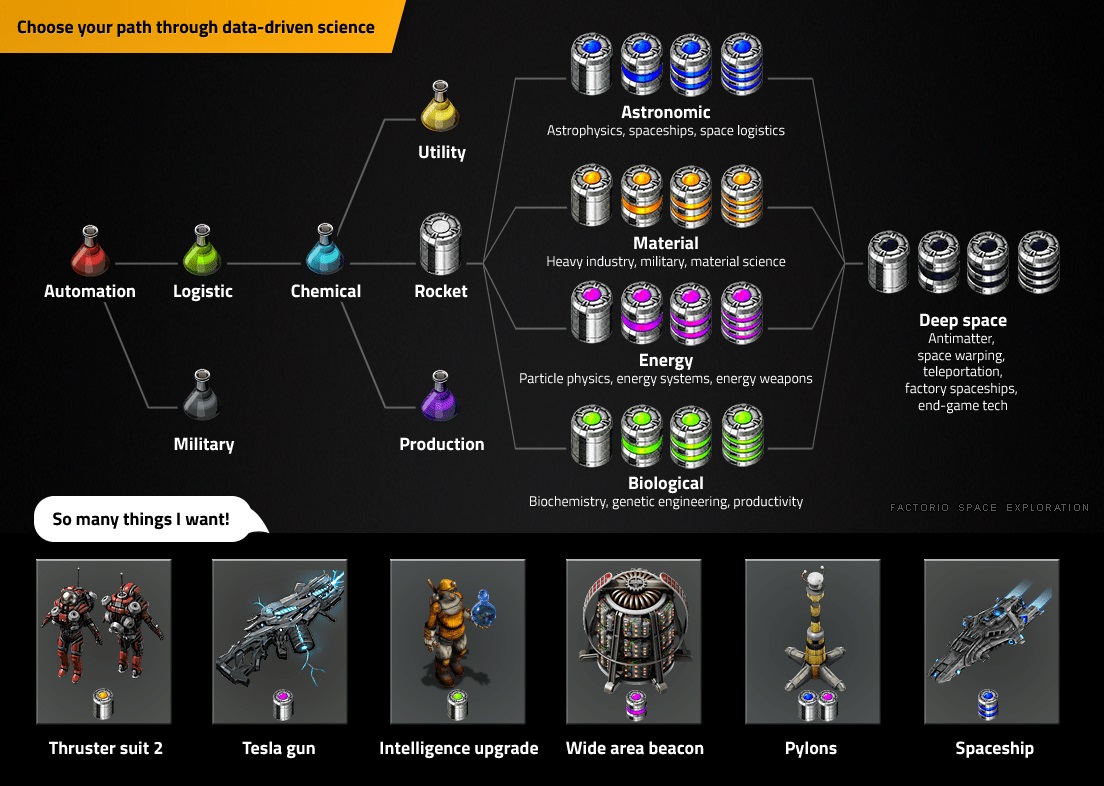 Choose your path through data-driven science
Utility
Astronomic
Astrophysics, spaceships, space logistics
Automation
Logistic
Chemical
Rocket
Material
Heavy industry, military, material science
Energy
Particle physics, energy systems, energy weapons
Deep space
Antimatter,
space warping,
teleportation,
factory spaceships,
end-game tech
Military
Production
Biological
Biochemistry, genetic engineering, productivity
FACTORIO SPACE EXPLORATION
So many things I want!
Thruster suit 2
Tesla gun
Intelligence upgrade
Wide area beacon
Pylons
Spaceship